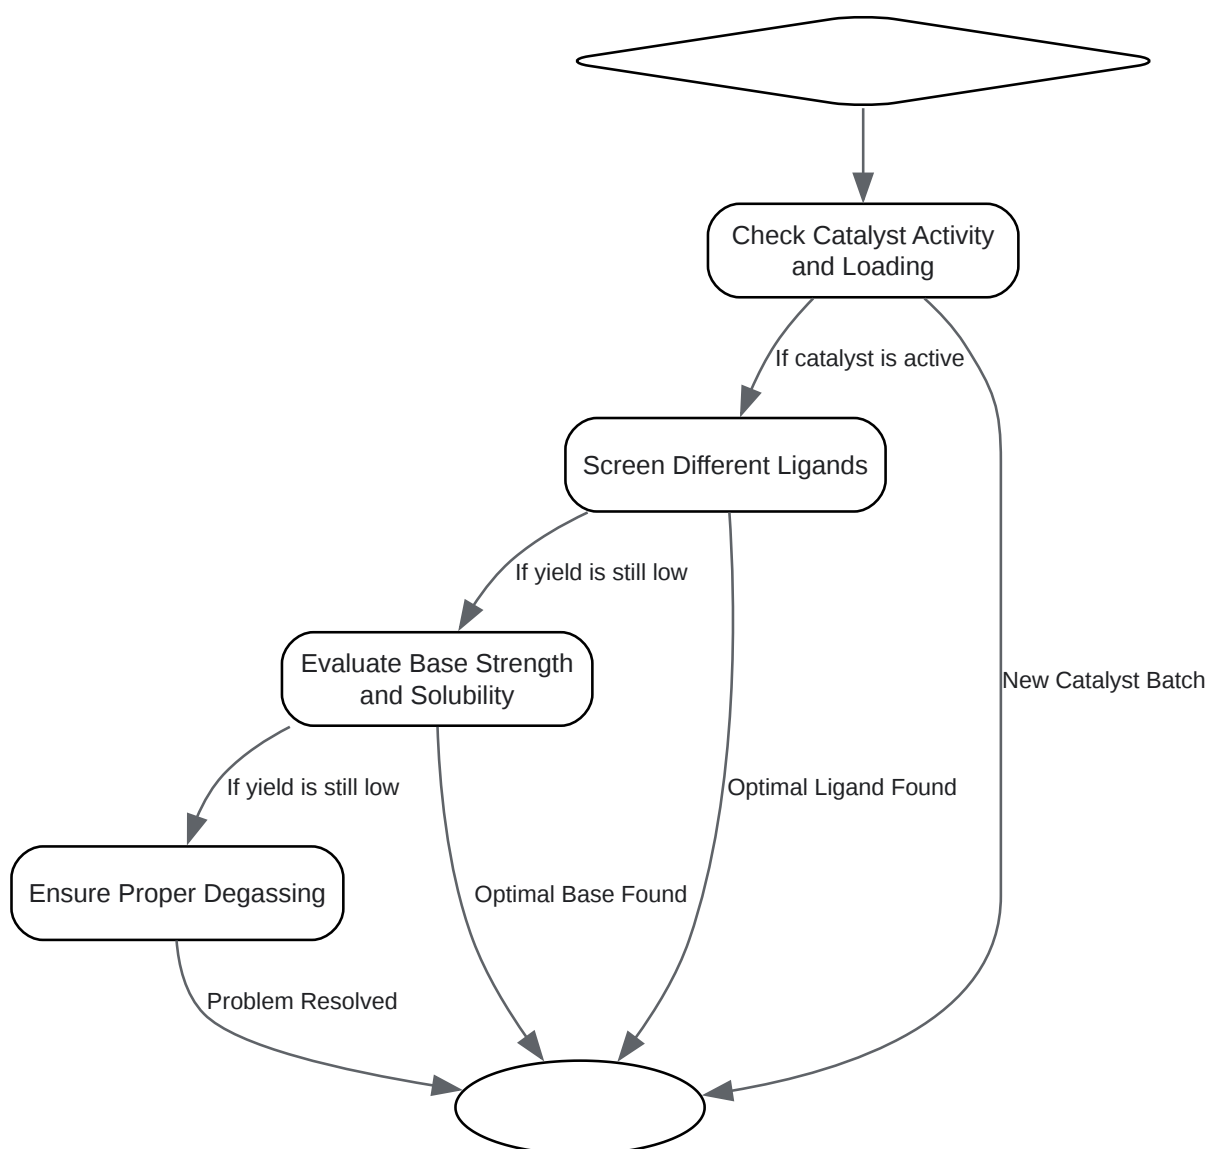 Check Catalyst Activity
and Loading
If catalyst is active
Screen Different Ligands
If yield is still low
Evaluate Base Strength
and Solubility
New Catalyst Batch
If yield is still low
Optimal Ligand Found
Ensure Proper Degassing
Optimal Base Found
Problem Resolved